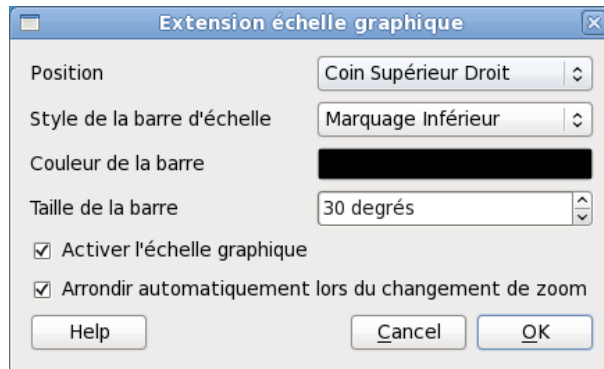 Extension échelle graphique
Position Coin Supérieur Droit
Style de la barre d'échelle Marquage Inférieur
Couleur de la barre
Taille de la barre 30 degrés
Activer l'échelle graphique
Arrondir automatiquement lors du changement de zoom
Help Cancel OK